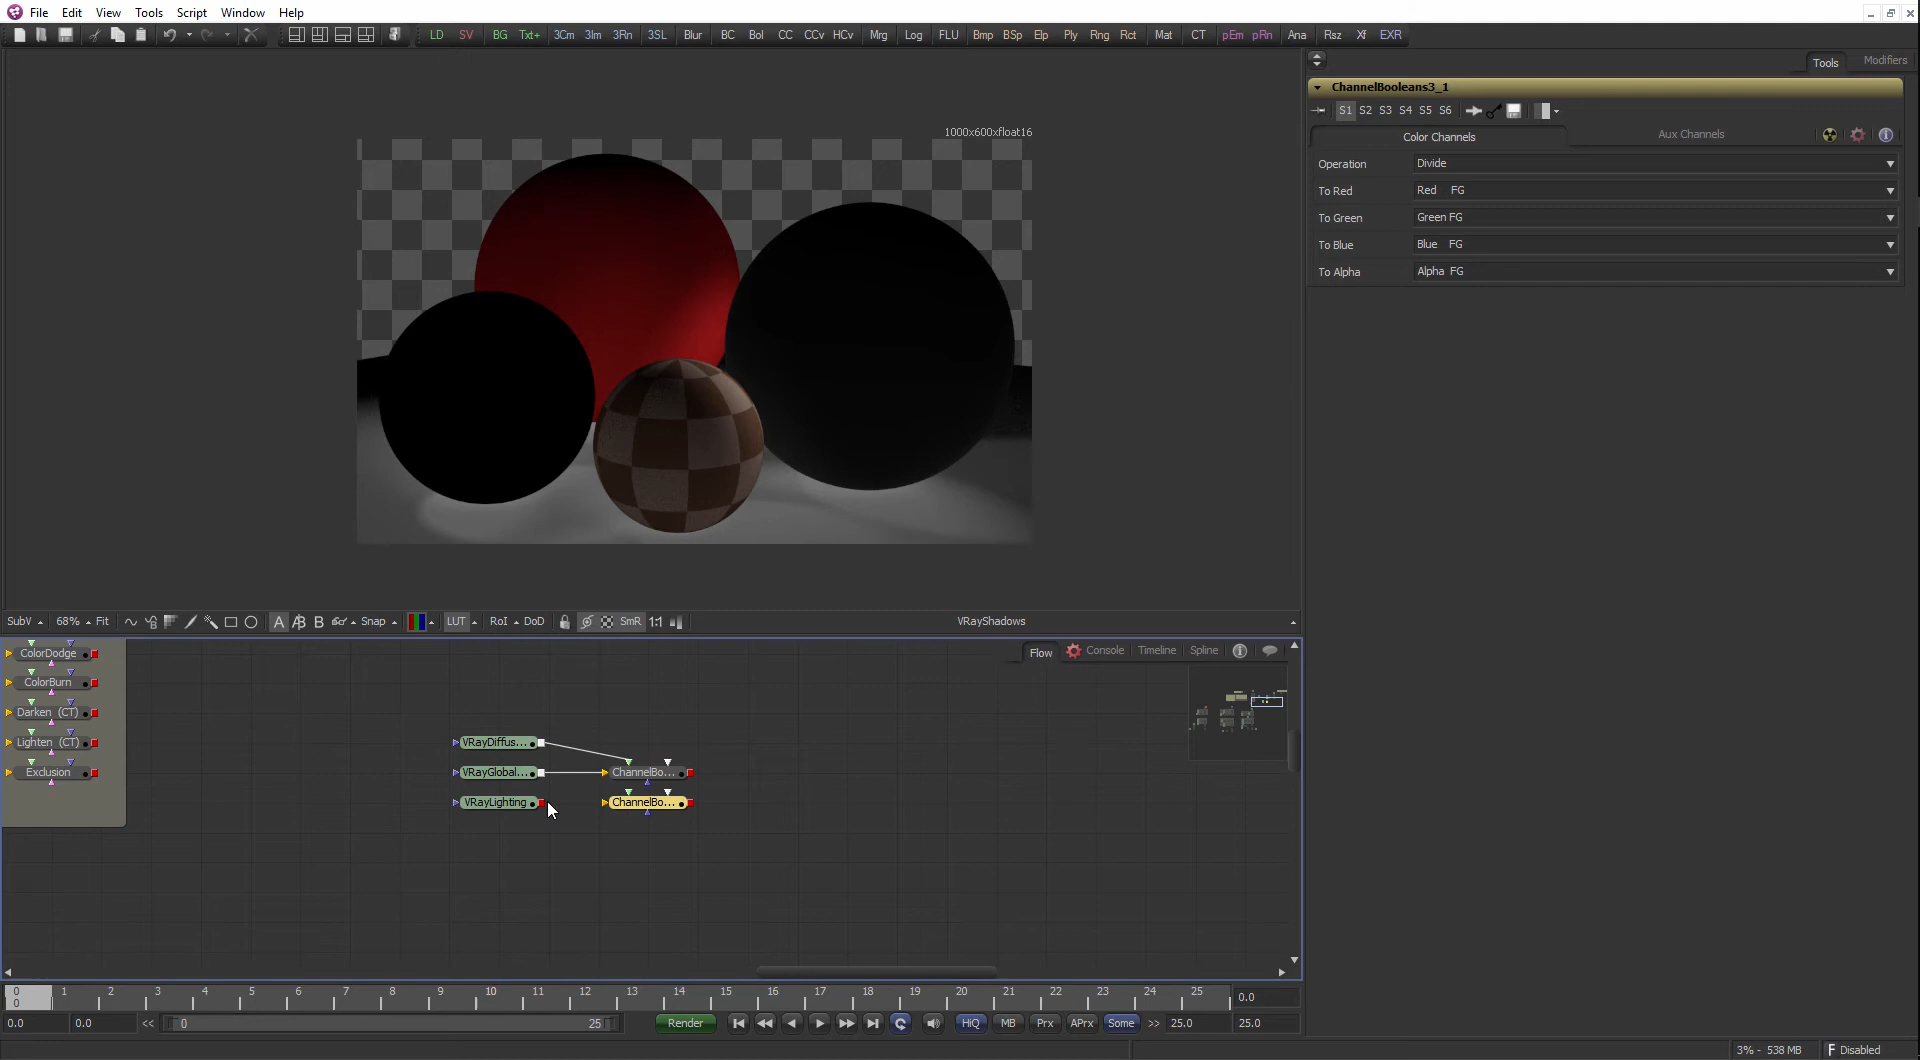 File Edit View Tools Script Window Help
LD SV BG Txt+ 3Cm 3Im 3Rn 3SL Blur BC Bol CC CCv HCv Mrg Log FLU Bmp BSp Elp Ply Rng Rct Mat CT pEm pRn Ana Rsz Xf EXR
Tools Modifiers
ChannelBooleans3_1
S1 S2 S3 S4 S5 S6
Color Channels Aux Channels
Operation Divide
To Red Red FG
To Green Green FG
To Blue Blue FG
To Alpha Alpha FG
1000x600xfloat16
SubV 68% Fit A B Snap LUT RoI DoD SmR 1:1 VRayShadows
Flow Console Timeline Spline
ColorDodge
ColorBurn
Darken (CT)
Lighten (CT)
Exclusion
VRayDiffus...
VRayGlobal... ChannelBo...
VRayLighting ChannelBo...
0 1 2 3 4 5 6 7 8 9 10 11 12 13 14 15 16 17 18 19 20 21 22 23 24 25
0 0.0
0.0 0.0 << 0 25 Render HiQ MB Prx APrx Some >> 25.0 25.0
3% - 538 MB F Disabled